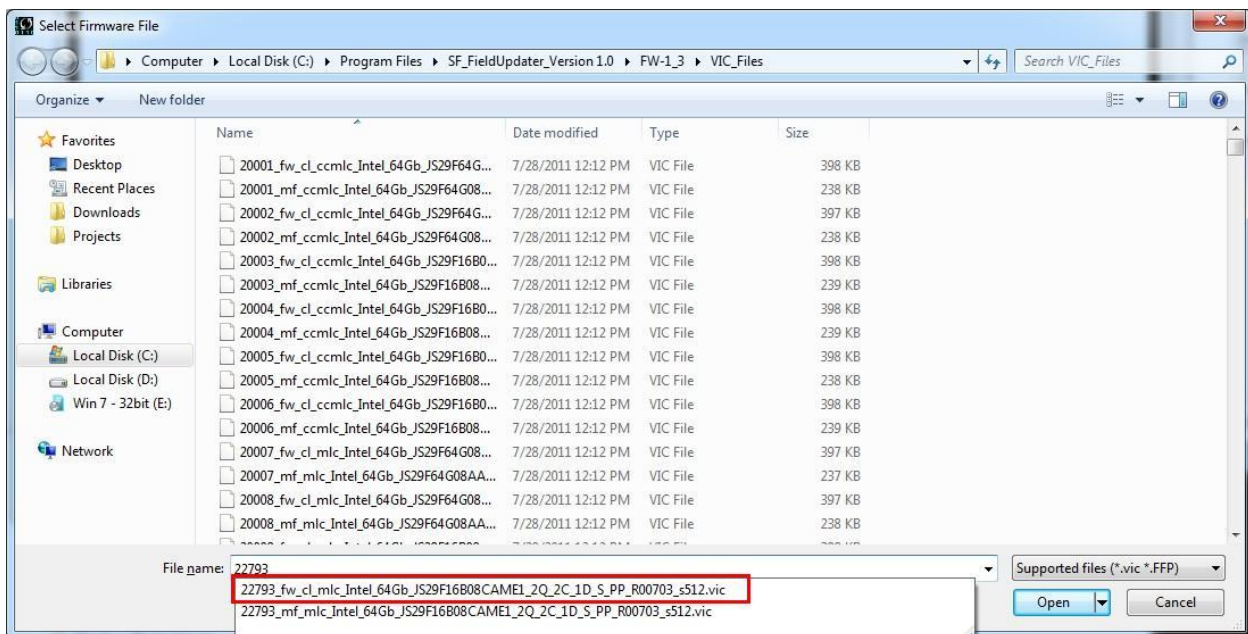 Select Firmware File
Computer Local Disk (C:) Program Files SF_FieldUpdater_Version 1.0 FW-1_3 VIC_Files Search VIC_Files
Organize New folder
Name Date modified Type Size
Favorites
Desktop
Recent Places
Downloads
Projects
Libraries
Computer
Local Disk (C:)
Local Disk (D:)
Win 7 - 32bit (E:)
Network
20001_fw_cl_ccmlc_Intel_64Gb_JS29F64G... 7/28/2011 12:12 PM VIC File 398 KB
20001_mf_ccmlc_Intel_64Gb_JS29F64G08... 7/28/2011 12:12 PM VIC File 238 KB
20002_fw_cl_ccmlc_Intel_64Gb_JS29F64G... 7/28/2011 12:12 PM VIC File 397 KB
20002_mf_ccmlc_Intel_64Gb_JS29F64G08... 7/28/2011 12:12 PM VIC File 238 KB
20003_fw_cl_ccmlc_Intel_64Gb_JS29F16B0... 7/28/2011 12:12 PM VIC File 398 KB
20003_mf_ccmlc_Intel_64Gb_JS29F16B08... 7/28/2011 12:12 PM VIC File 239 KB
20004_fw_cl_ccmlc_Intel_64Gb_JS29F16B0... 7/28/2011 12:12 PM VIC File 398 KB
20004_mf_ccmlc_Intel_64Gb_JS29F16B08... 7/28/2011 12:12 PM VIC File 239 KB
20005_fw_cl_ccmlc_Intel_64Gb_JS29F16B0... 7/28/2011 12:12 PM VIC File 398 KB
20005_mf_ccmlc_Intel_64Gb_JS29F16B08... 7/28/2011 12:12 PM VIC File 238 KB
20006_fw_cl_ccmlc_Intel_64Gb_JS29F16B0... 7/28/2011 12:12 PM VIC File 398 KB
20006_mf_ccmlc_Intel_64Gb_JS29F16B08... 7/28/2011 12:12 PM VIC File 239 KB
20007_fw_cl_mlc_Intel_64Gb_JS29F64G08... 7/28/2011 12:12 PM VIC File 397 KB
20007_mf_mlc_Intel_64Gb_JS29F64G08AA... 7/28/2011 12:12 PM VIC File 237 KB
20008_fw_cl_mlc_Intel_64Gb_JS29F64G08... 7/28/2011 12:12 PM VIC File 397 KB
20008_mf_mlc_Intel_64Gb_JS29F64G08AA... 7/28/2011 12:12 PM VIC File 238 KB
File name: 22793 Supported files (*.vic *.FFP)
22793_fw_cl_mlc_Intel_64Gb_JS29F16B08CAME1_2Q_2C_1D_S_PP_R00703_s512.vic
22793_mf_mlc_Intel_64Gb_JS29F16B08CAME1_2Q_2C_1D_S_PP_R00703_s512.vic
Open Cancel